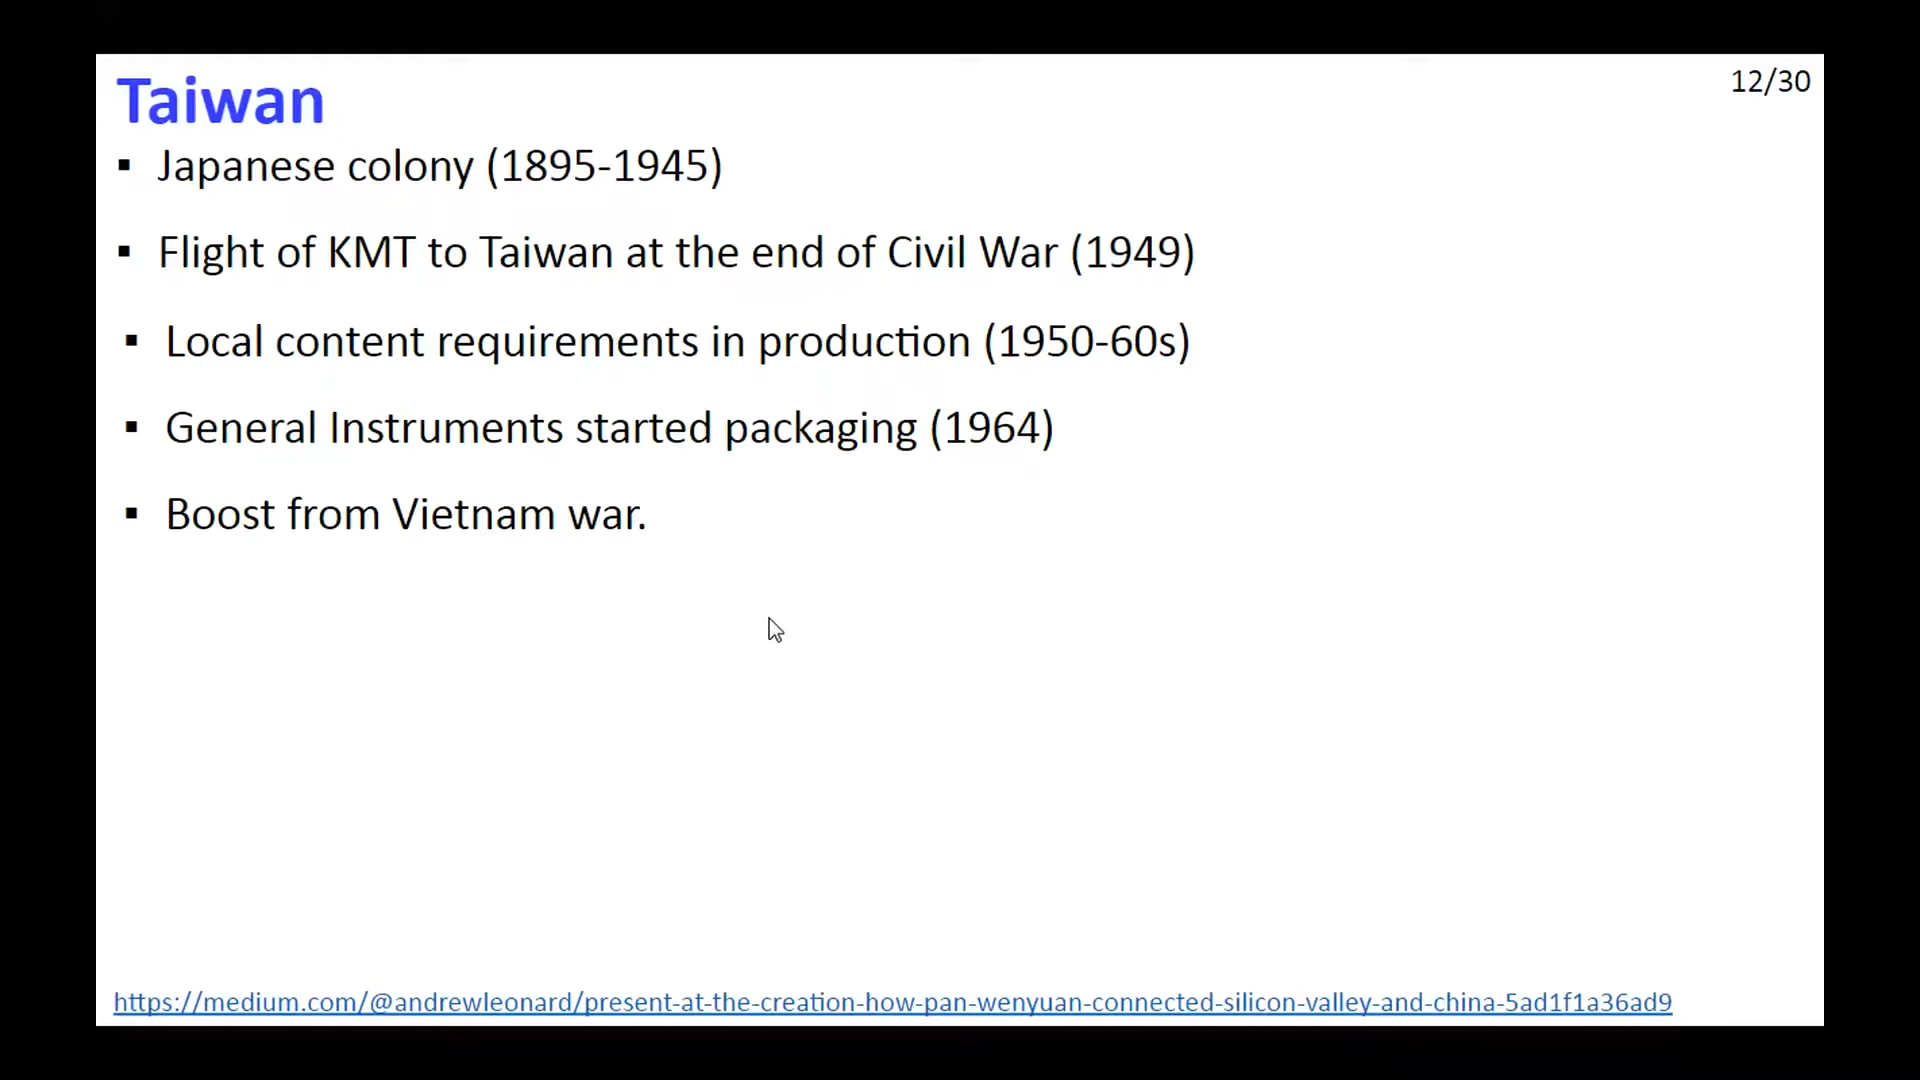 Taiwan
12/30
▪ Japanese colony (1895-1945)
▪ Flight of KMT to Taiwan at the end of Civil War (1949)
▪ Local content requirements in production (1950-60s)
▪ General Instruments started packaging (1964)
▪ Boost from Vietnam war.
https://medium.com/@andrewleonard/present-at-the-creation-how-pan-wenyuan-connected-silicon-valley-and-china-5ad1f1a36ad9